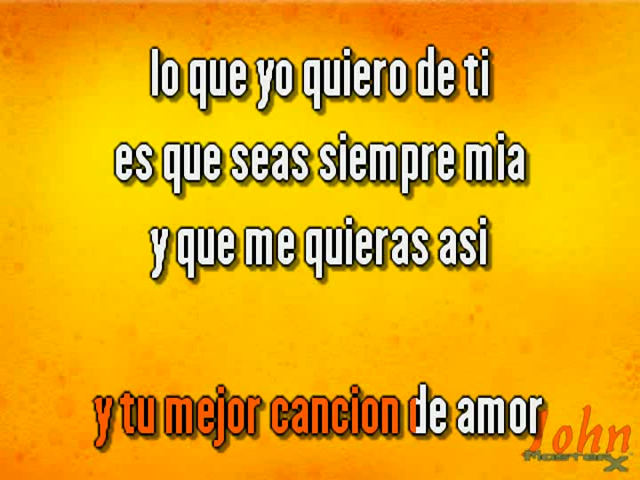 lo que yo quiero de ti
es que seas siempre mia
y que me quieras asi
y tu mejor cancion de amor
John
MasterX